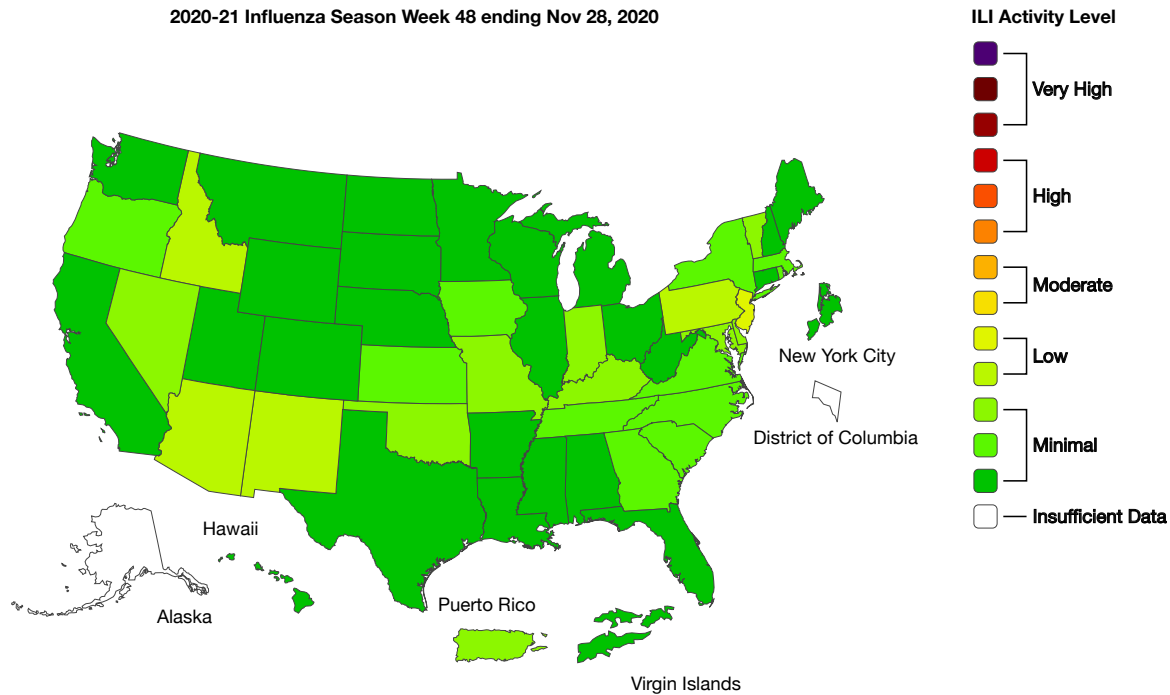 2020-21 Influenza Season Week 48 ending Nov 28, 2020
ILI Activity Level
Very High
High
Moderate
Low
Minimal
Insufficient Data
New York City
District of Columbia
Hawaii
Alaska
Puerto Rico
Virgin Islands